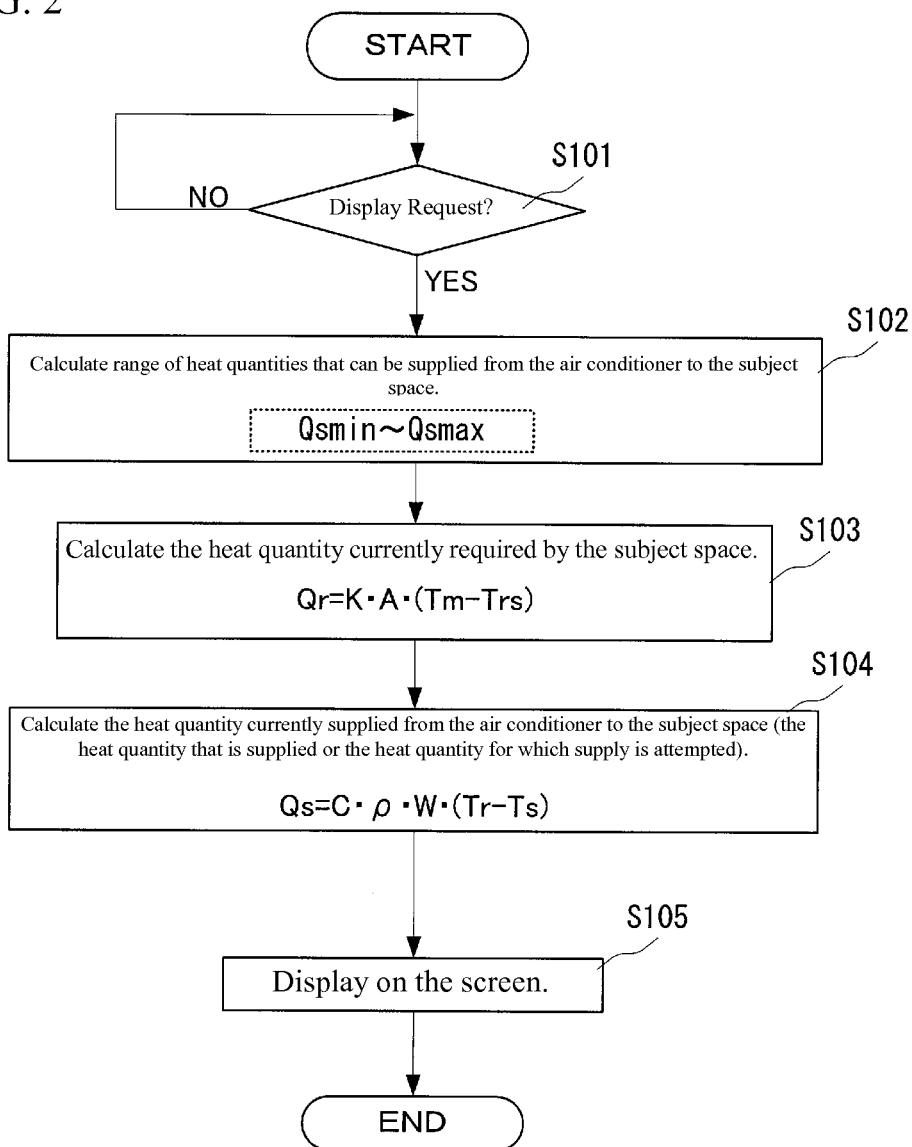 G. 2
START
S101
NO
Display Request?
YES
S102
Calculate range of heat quantities that can be supplied from the air conditioner to the subject
space.
Qsmin~Qsmax
S103
Calculate the heat quantity currently required by the subject space.
Qr=K·A·(Tm-Trs)
S104
Calculate the heat quantity currently supplied from the air conditioner to the subject space (the
heat quantity that is supplied or the heat quantity for which supply is attempted).
Qs=C·ρ·W·(Tr-Ts)
S105
Display on the screen.
END